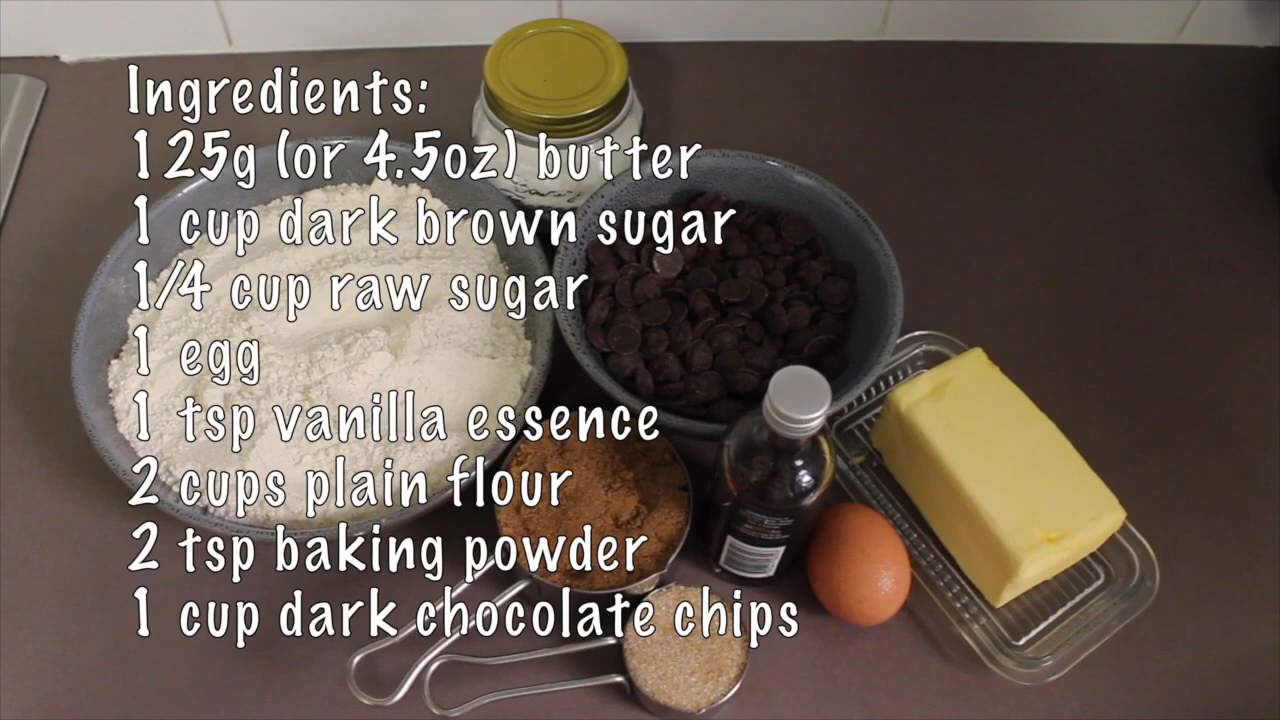 Ingredients:
125g (or 4.5oz) butter
1 cup dark brown sugar
1/4 cup raw sugar
1 egg
1 tsp vanilla essence
2 cups plain flour
2 tsp baking powder
1 cup dark chocolate chips